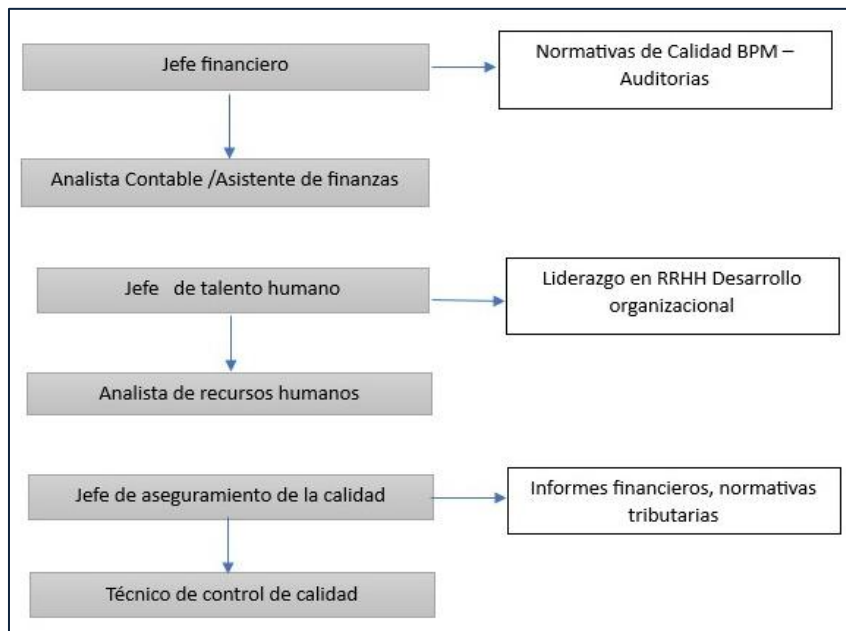 Jefe financiero
Normativas de Calidad BPM –
Auditorias
Analista Contable /Asistente de finanzas
Jefe de talento humano
Liderazgo en RRHH Desarrollo
organizacional
Analista de recursos humanos
Jefe de aseguramiento de la calidad
Informes financieros, normativas
tributarias
Técnico de control de calidad